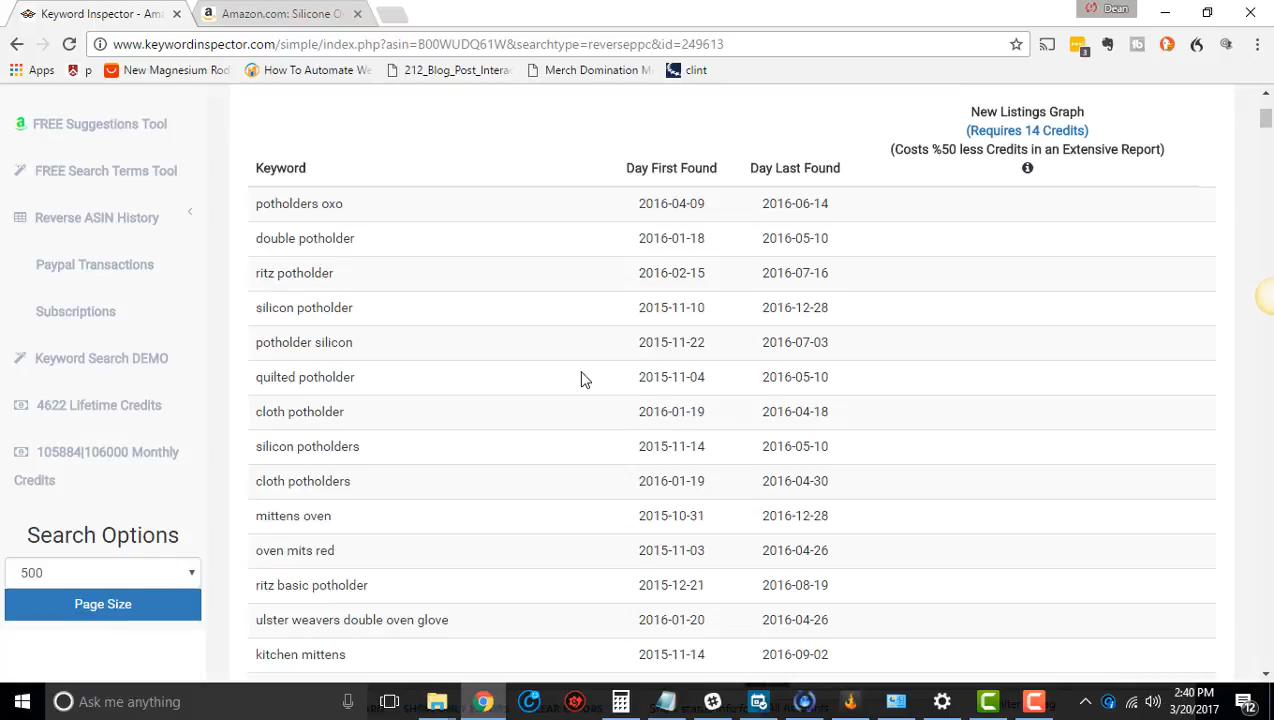 Keyword Inspector - Ama
Amazon.com: Silicone O
Dean
www.keywordinspector.com/simple/index.php?asin=B00WUDQ61W&searchtype=reverseppc&id=249613
3
Apps
p
New Magnesium Rod
How To Automate We
212_Blog_Post_Intera
Merch Domination M
clint
FREE Suggestions Tool
FREE Search Terms Tool
Reverse ASIN History
Paypal Transactions
Subscriptions
Keyword Search DEMO
4622 Lifetime Credits
105884|106000 Monthly
Credits
Search Options
500
Page Size
New Listings Graph
(Requires 14 Credits)
(Costs %50 less Credits in an Extensive Report)
Keyword Day First Found Day Last Found
potholders oxo 2016-04-09 2016-06-14
double potholder 2016-01-18 2016-05-10
ritz potholder 2016-02-15 2016-07-16
silicon potholder 2015-11-10 2016-12-28
potholder silicon 2015-11-22 2016-07-03
quilted potholder 2015-11-04 2016-05-10
cloth potholder 2016-01-19 2016-04-18
silicon potholders 2015-11-14 2016-05-10
cloth potholders 2016-01-19 2016-04-30
mittens oven 2015-10-31 2016-12-28
oven mits red 2015-11-03 2016-04-26
ritz basic potholder 2015-12-21 2016-08-19
ulster weavers double oven glove 2016-01-20 2016-04-26
kitchen mittens 2015-11-14 2016-09-02
Ask me anything
2:40 PM
3/20/2017
12